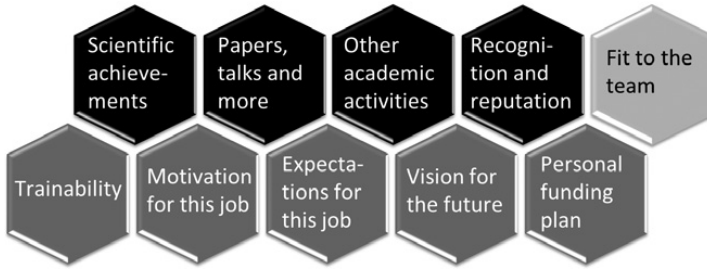 Scientific
achieve-
ments
Papers,
talks and
more
Other
academic
activities
Recogni-
tion and
reputation
Fit to the
team
Trainability
Motivation
for this job
Expecta-
tions for
this job
Vision for
the future
Personal
funding
plan